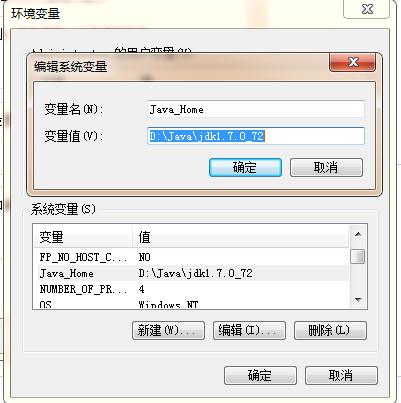 环境变量
的用户变量(U)
编辑系统变量
变量名(N): Java_Home
变量值(V): D:\Java\jdk1.7.0_72
确定 取消
系统变量(S)
变量 值
FP_NO_HOST_C... NO
Java_Home D:\Java\jdk1.7.0_72
NUMBER_OF_PR... 4
OS Windows_NT
新建(W)... 编辑(I)... 删除(L)
确定 取消